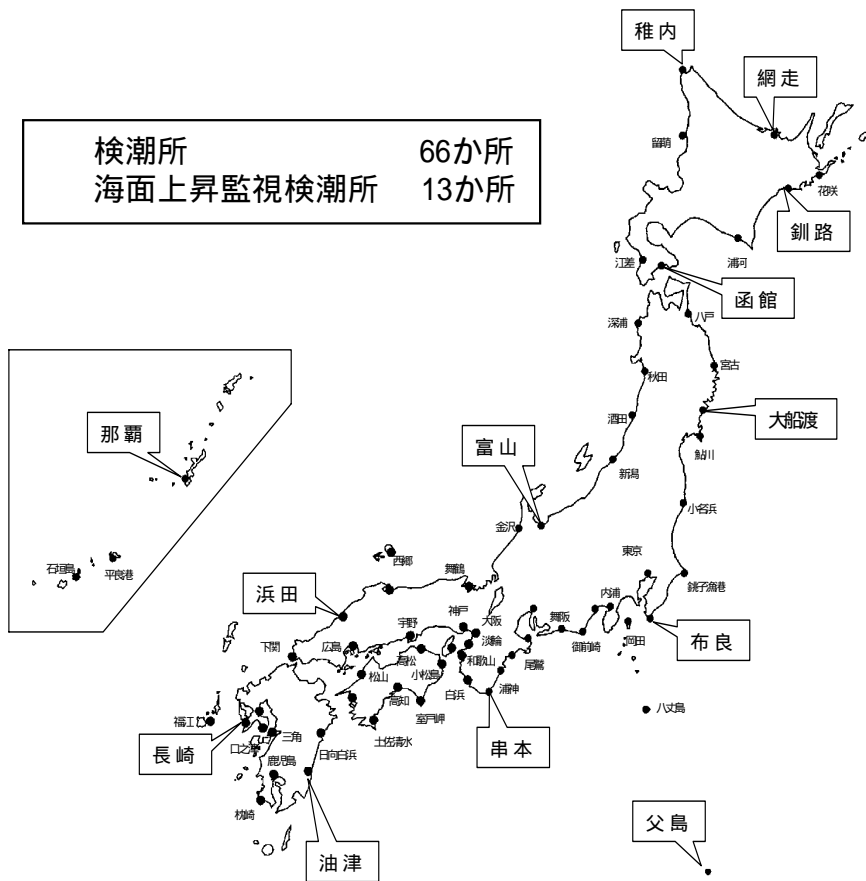 稚内
網走
検潮所 66か所
海面上昇監視検潮所 13か所
留萌
花咲
釧路
江差
浦河
函館
深浦
八戸
宮古
秋田
大船渡
酒田
那覇
富山
鮎川
新潟
小名浜
金沢
東京
石垣島
平良港
西郷
舞鶴
銚子漁港
浜田
神戸
大阪
舞阪
内浦
宇野
淡輪
御前崎
岡田
布良
下関
広島
高松
和歌山
尾鷲
松山
小松島
白浜
浦神
高知
室戸岬
八丈島
福江
三角
土佐清水
串本
長崎
口之津
日向白浜
鹿児島
枕崎
油津
父島